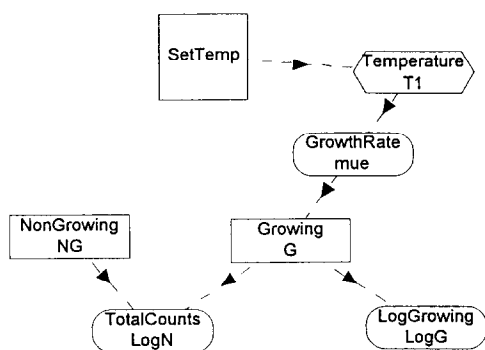 SetTemp
Temperature
T1
GrowthRate
mue
NonGrowing
NG
Growing
G
TotalCounts
LogN
LogGrowing
LogG